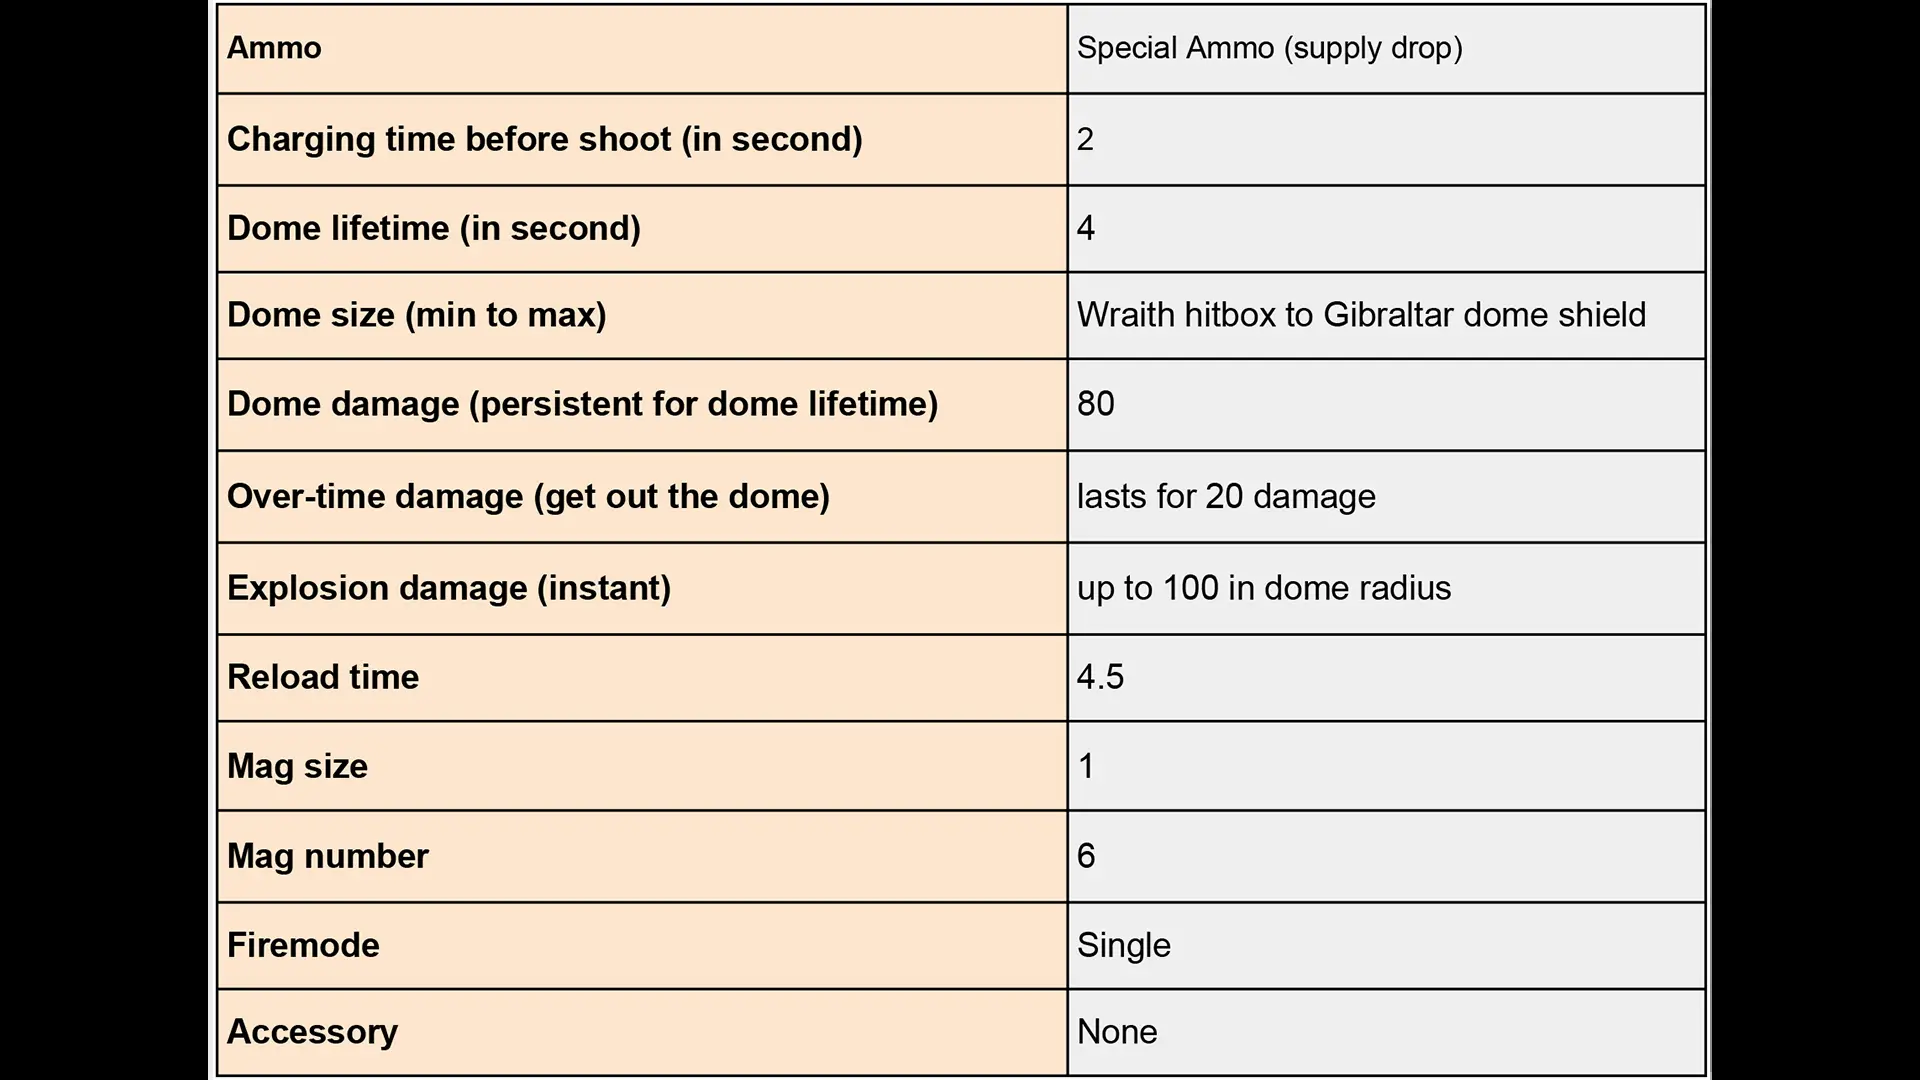 Ammo Special Ammo (supply drop)
Charging time before shoot (in second) 2
Dome lifetime (in second) 4
Dome size (min to max) Wraith hitbox to Gibraltar dome shield
Dome damage (persistent for dome lifetime) 80
Over-time damage (get out the dome) lasts for 20 damage
Explosion damage (instant) up to 100 in dome radius
Reload time 4.5
Mag size 1
Mag number 6
Firemode Single
Accessory None